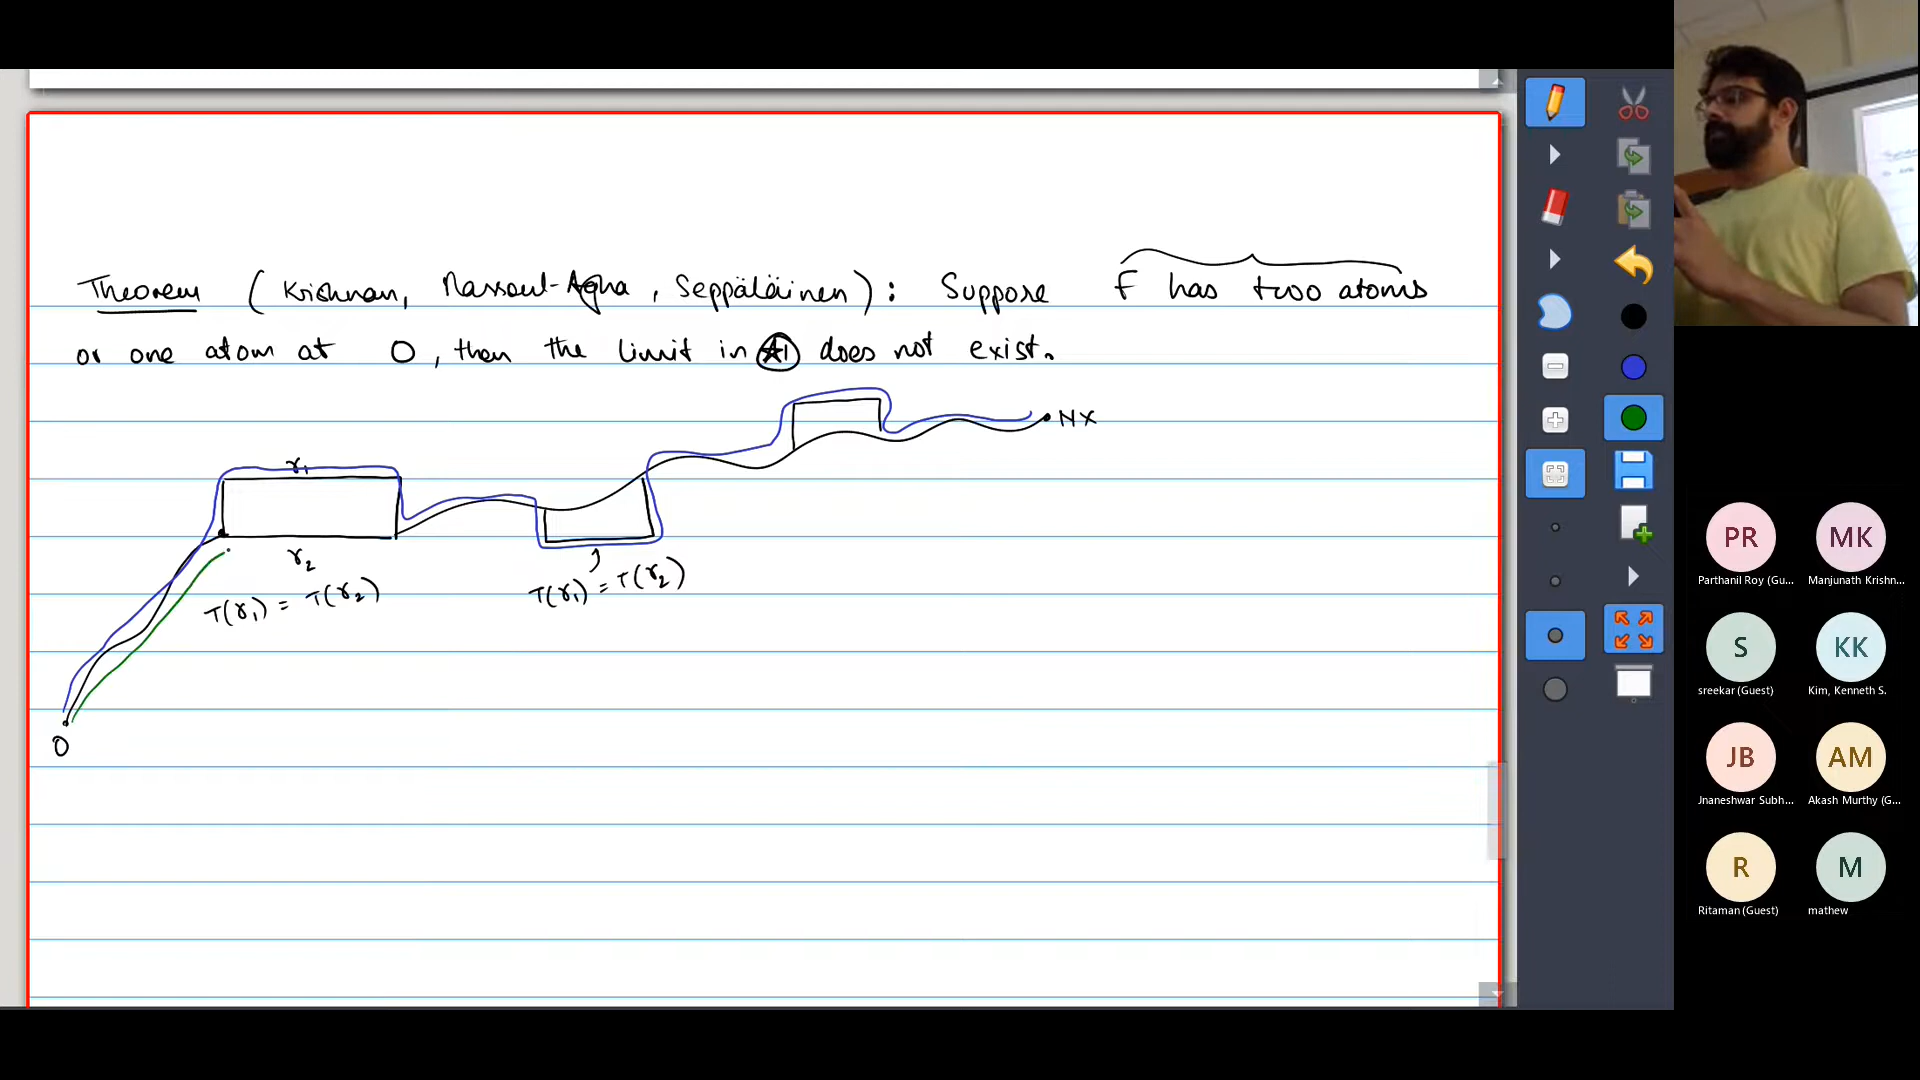 Theorem (Krishnan, Rassoul-Agha, Seppäläinen): Suppose F has two atoms
or one atom at 0, then the limit in ★1 does not exist.
NX
γ₁
γ₂
T(γ₁) = T(γ₂)
T(γ₁) = T(γ₂)
0
PR
MK
Parthanil Roy (Gu...
Manjunath Krishn...
S
KK
sreekar (Guest)
Kim, Kenneth S.
JB
AM
Jnaneshwar Subh...
Akash Murthy (G...
R
M
Ritaman (Guest)
mathew